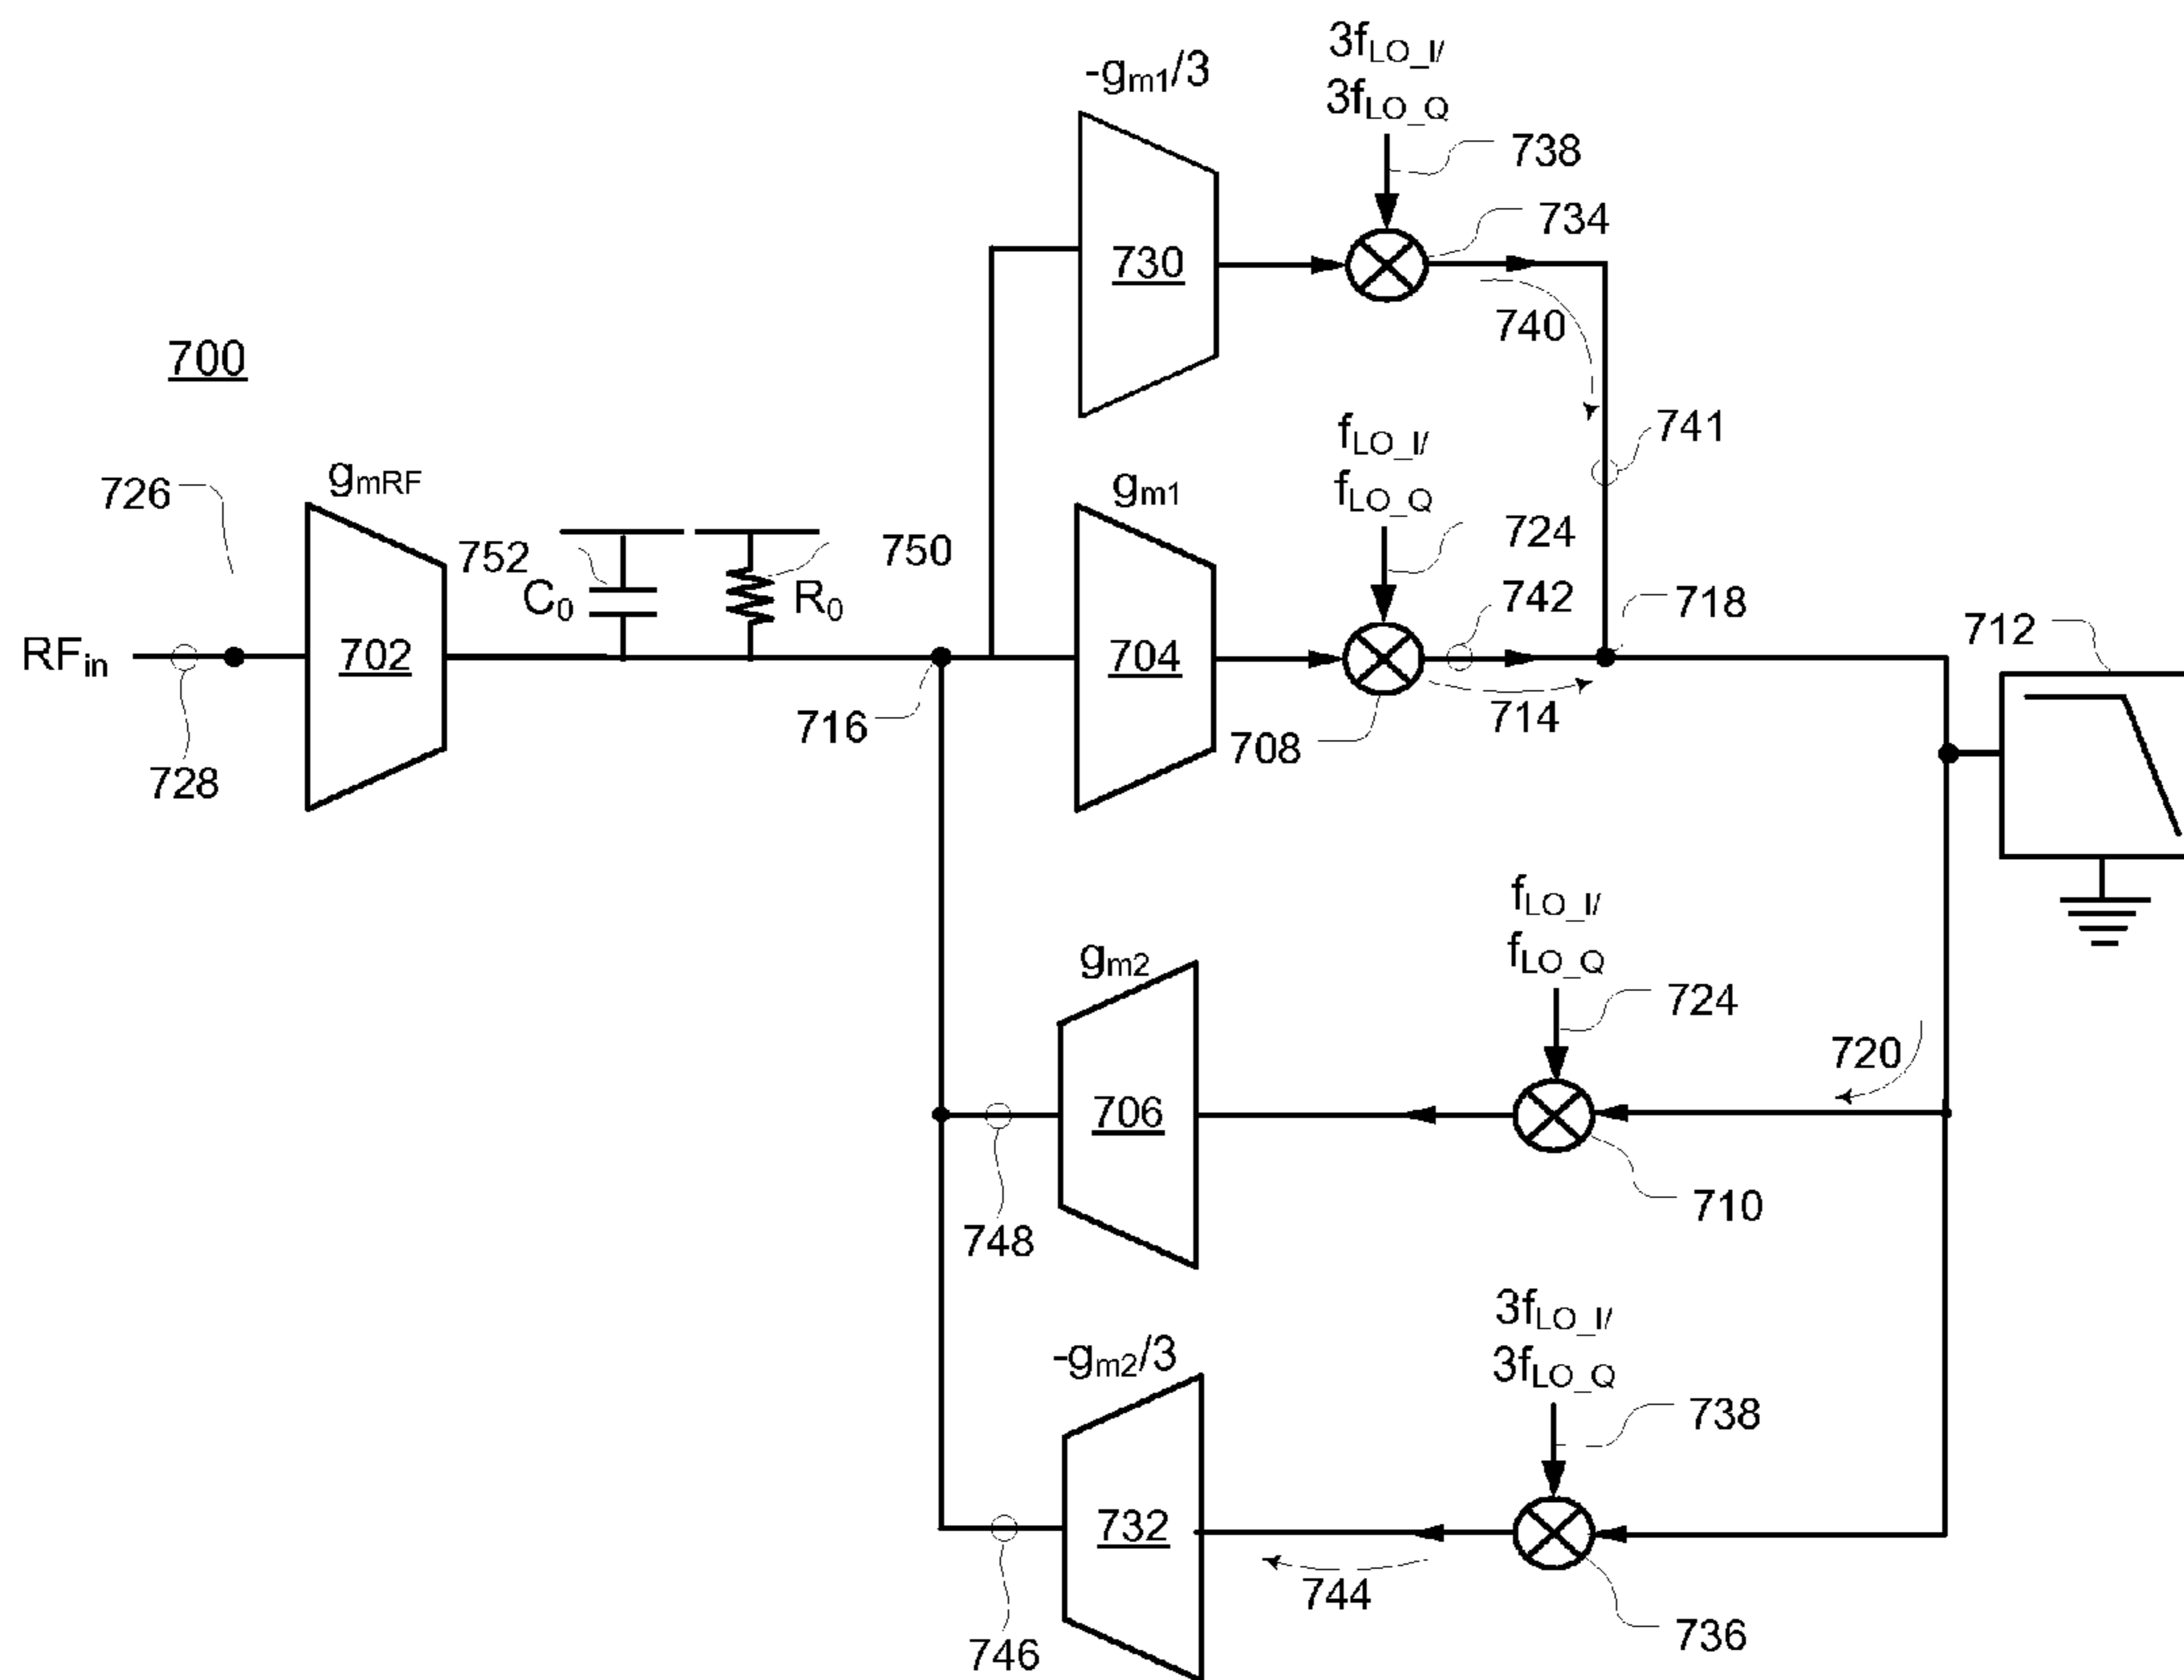 3fLO_I/
3fLO_Q
-gm1/3
738
734
730
740
700
741
fLO_I/
fLO_Q
gm1
gmRF
726
724
752
750
742
718
C0
R0
712
RFin
702
704
716
714
708
728
fLO_I/
fLO_Q
gm2
724
720
706
710
748
3fLO_I/
3fLO_Q
-gm2/3
738
732
744
736
746